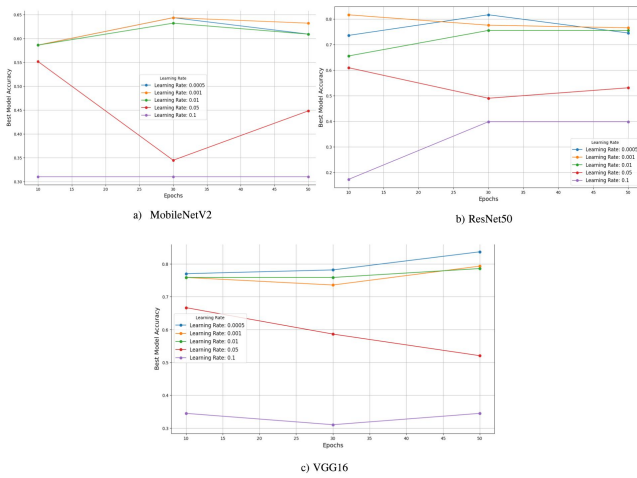 0.65
0.60
0.55
0.50
0.45
0.40
0.35
0.30
Best Model Accuracy
Learning Rate
Learning Rate: 0.0005
Learning Rate: 0.001
Learning Rate: 0.01
Learning Rate: 0.05
Learning Rate: 0.1
10 15 20 25 30 35 40 45 50
Epochs
a) MobileNetV2
0.8
0.7
0.6
0.5
0.4
0.3
0.2
Best Model Accuracy
Learning Rate
Learning Rate: 0.0005
Learning Rate: 0.001
Learning Rate: 0.01
Learning Rate: 0.05
Learning Rate: 0.1
10 15 20 25 30 35 40 45 50
Epochs
b) ResNet50
0.8
0.7
0.6
0.5
0.4
0.3
Best Model Accuracy
Learning Rate
Learning Rate: 0.0005
Learning Rate: 0.001
Learning Rate: 0.01
Learning Rate: 0.05
Learning Rate: 0.1
10 15 20 25 30 35 40 45 50
Epochs
c) VGG16